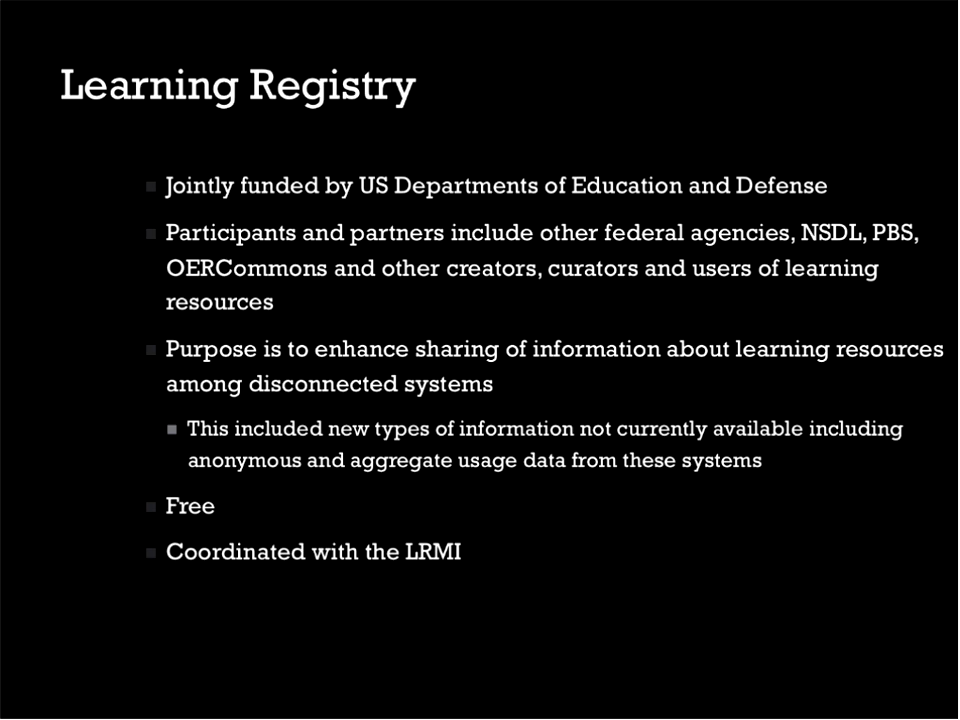 Learning Registry
Jointly funded by US Departments of Education and Defense
Participants and partners include other federal agencies, NSDL, PBS,
OERCommons and other creators, curators and users of learning
resources
Purpose is to enhance sharing of information about learning resources
among disconnected systems
This included new types of information not currently available including
anonymous and aggregate usage data from these systems
Free
Coordinated with the LRMI